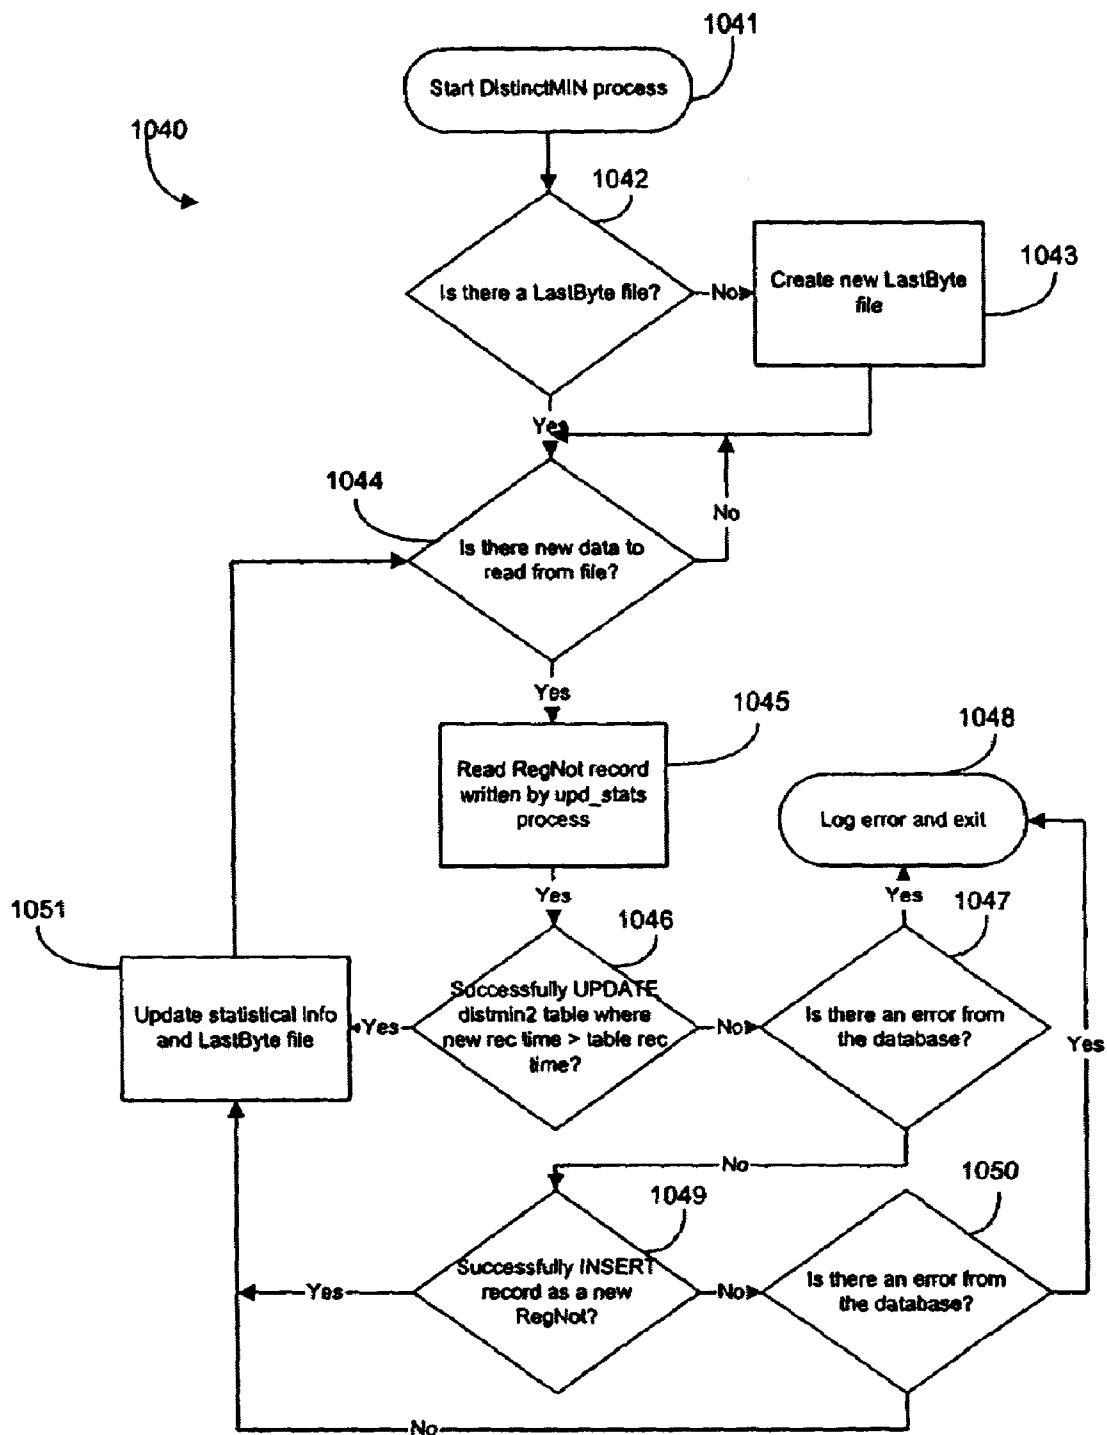 1041
Start DistinctMIN process
1040
1042
Is there a LastByte file?
No
1043
Create new LastByte
file
Yes
1044
No
Is there new data to
read from file?
Yes
1045
Read RegNot record
written by upd_stats
process
1048
Log error and exit
Yes
Yes
1047
1051
1046
Update statistical info
and LastByte file
Yes
Successfully UPDATE
distmin2 table where
new rec time > table rec
time?
No
Is there an error from
the database?
Yes
No
1050
1049
Successfully INSERT
record as a new
RegNot?
Yes
No
Is there an error from
the database?
No